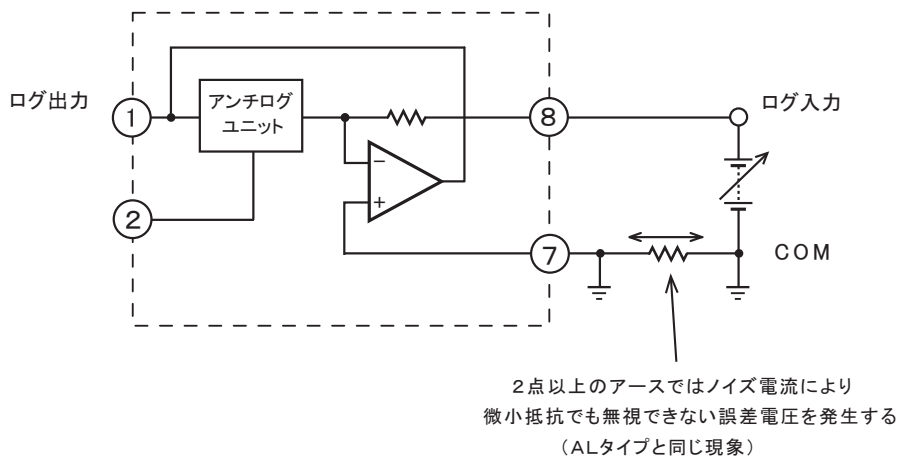 ログ出力
①
②
アンチログ
ユニット
−
+
⑧
⑦
ログ入力
COM
2点以上のアースではノイズ電流により
微小抵抗でも無視できない誤差電圧を発生する
(ALタイプと同じ現象)